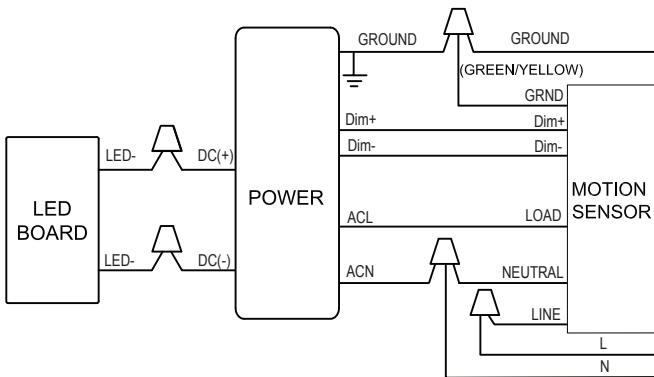 GROUND GROUND
(GREEN/YELLOW)
GRND
Dim+ Dim+
Dim- Dim-
LED- DC(+)
LED BOARD
POWER
MOTION SENSOR
ACL LOAD
LED- DC(-)
ACN NEUTRAL
LINE
L
N